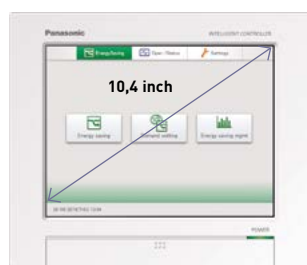 Panasonic INTELLIGENT CONTROLLER
Energy Saving Oper./Status Settings
10,4 inch
Energy saving Demand setting Energy saving mgmt
POWER